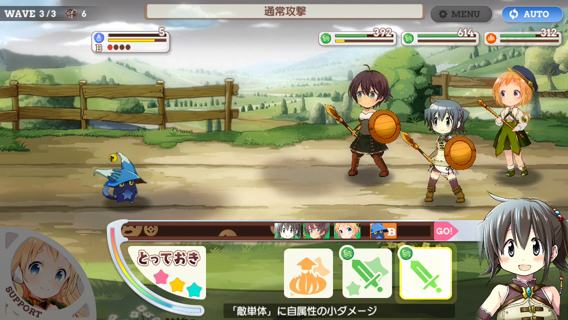 WAVE 3/3 6
通常攻撃
MENU
AUTO
5
392
614
312
B
GO!
とっておき
SUPPORT
「敵単体」に自属性の小ダメージ